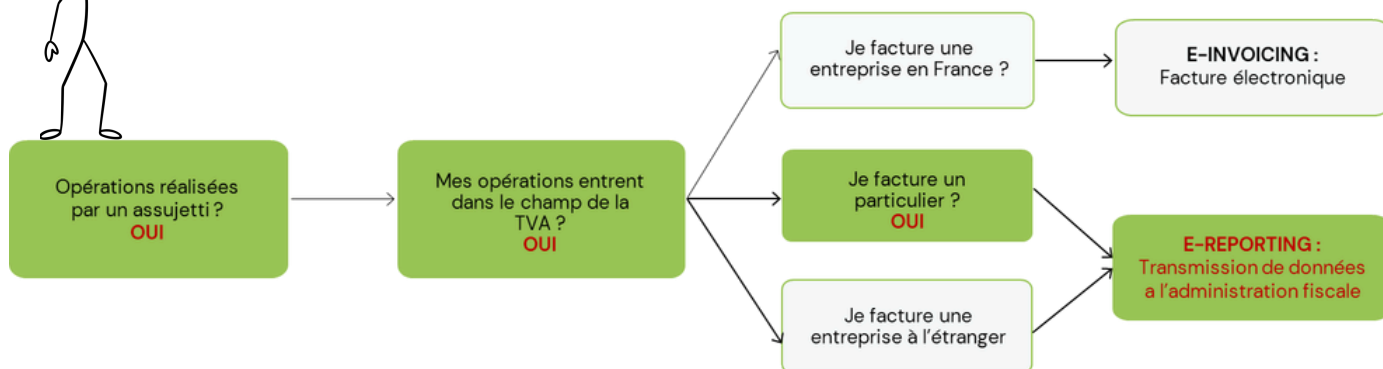 Opérations réalisées
par un assujetti ?
OUI
Mes opérations entrent
dans le champ de la
TVA ?
OUI
Je facture une
entreprise en France ?
E-INVOICING :
Facture électronique
Je facture un
particulier ?
OUI
E-REPORTING :
Transmission de données
a l'administration fiscale
Je facture une
entreprise à l'étranger